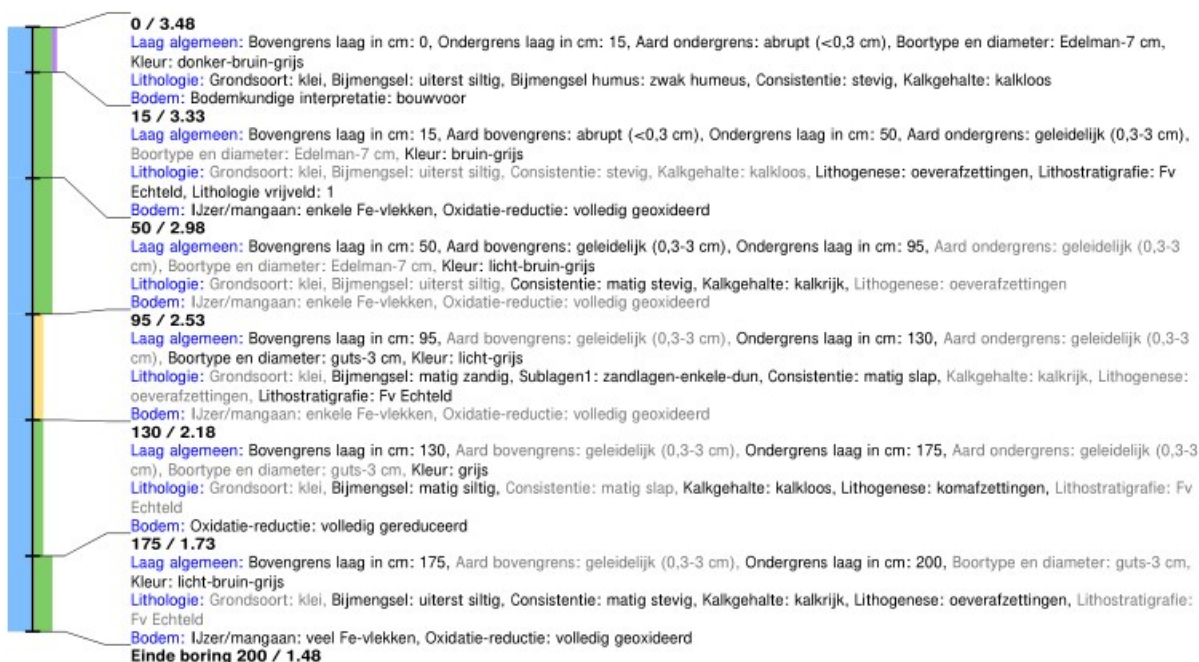 0 / 3.48
Laag algemeen: Bovengrens laag in cm: 0, Ondergrens laag in cm: 15, Aard ondergrens: abrupt (<0,3 cm), Boortype en diameter: Edelman-7 cm,
Kleur: donker-bruin-grijs
Lithologie: Grondsoort: klei, Bijmengsel: uiterst siltig, Bijmengsel humus: zwak humeus, Consistentie: stevig, Kalkgehalte: kalkloos
Bodem: Bodemkundige interpretatie: bouwvoor
15 / 3.33
Laag algemeen: Bovengrens laag in cm: 15, Aard bovengrens: abrupt (<0,3 cm), Ondergrens laag in cm: 50, Aard ondergrens: geleidelijk (0,3-3 cm),
Boortype en diameter: Edelman-7 cm, Kleur: bruin-grijs
Lithologie: Grondsoort: klei, Bijmengsel: uiterst siltig, Consistentie: stevig, Kalkgehalte: kalkloos, Lithogenese: oeverafzettingen, Lithostratigrafie: Fv
Echteld, Lithologie vrijveld: 1
Bodem: IJzer/mangaan: enkele Fe-vlekken, Oxidatie-reductie: volledig geoxideerd
50 / 2.98
Laag algemeen: Bovengrens laag in cm: 50, Aard bovengrens: geleidelijk (0,3-3 cm), Ondergrens laag in cm: 95, Aard ondergrens: geleidelijk (0,3-3
cm), Boortype en diameter: Edelman-7 cm, Kleur: licht-bruin-grijs
Lithologie: Grondsoort: klei, Bijmengsel: uiterst siltig, Consistentie: matig stevig, Kalkgehalte: kalkrijk, Lithogenese: oeverafzettingen
Bodem: IJzer/mangaan: enkele Fe-vlekken, Oxidatie-reductie: volledig geoxideerd
95 / 2.53
Laag algemeen: Bovengrens laag in cm: 95, Aard bovengrens: geleidelijk (0,3-3 cm), Ondergrens laag in cm: 130, Aard ondergrens: geleidelijk (0,3-3
cm), Boortype en diameter: guts-3 cm, Kleur: licht-grijs
Lithologie: Grondsoort: klei, Bijmengsel: matig zandig, Sublagen1: zandlagen-enkele-dun, Consistentie: matig slap, Kalkgehalte: kalkrijk, Lithogenese:
oeverafzettingen, Lithostratigrafie: Fv Echteld
Bodem: IJzer/mangaan: enkele Fe-vlekken, Oxidatie-reductie: volledig geoxideerd
130 / 2.18
Laag algemeen: Bovengrens laag in cm: 130, Aard bovengrens: geleidelijk (0,3-3 cm), Ondergrens laag in cm: 175, Aard ondergrens: geleidelijk (0,3-3
cm), Boortype en diameter: guts-3 cm, Kleur: grijs
Lithologie: Grondsoort: klei, Bijmengsel: matig siltig, Consistentie: matig slap, Kalkgehalte: kalkloos, Lithogenese: komafzettingen, Lithostratigrafie: Fv
Echteld
Bodem: Oxidatie-reductie: volledig gereduceerd
175 / 1.73
Laag algemeen: Bovengrens laag in cm: 175, Aard bovengrens: geleidelijk (0,3-3 cm), Ondergrens laag in cm: 200, Boortype en diameter: guts-3 cm,
Kleur: licht-bruin-grijs
Lithologie: Grondsoort: klei, Bijmengsel: uiterst siltig, Consistentie: matig stevig, Kalkgehalte: kalkrijk, Lithogenese: oeverafzettingen, Lithostratigrafie:
Fv Echteld
Bodem: IJzer/mangaan: veel Fe-vlekken, Oxidatie-reductie: volledig geoxideerd
Einde boring 200 / 1.48